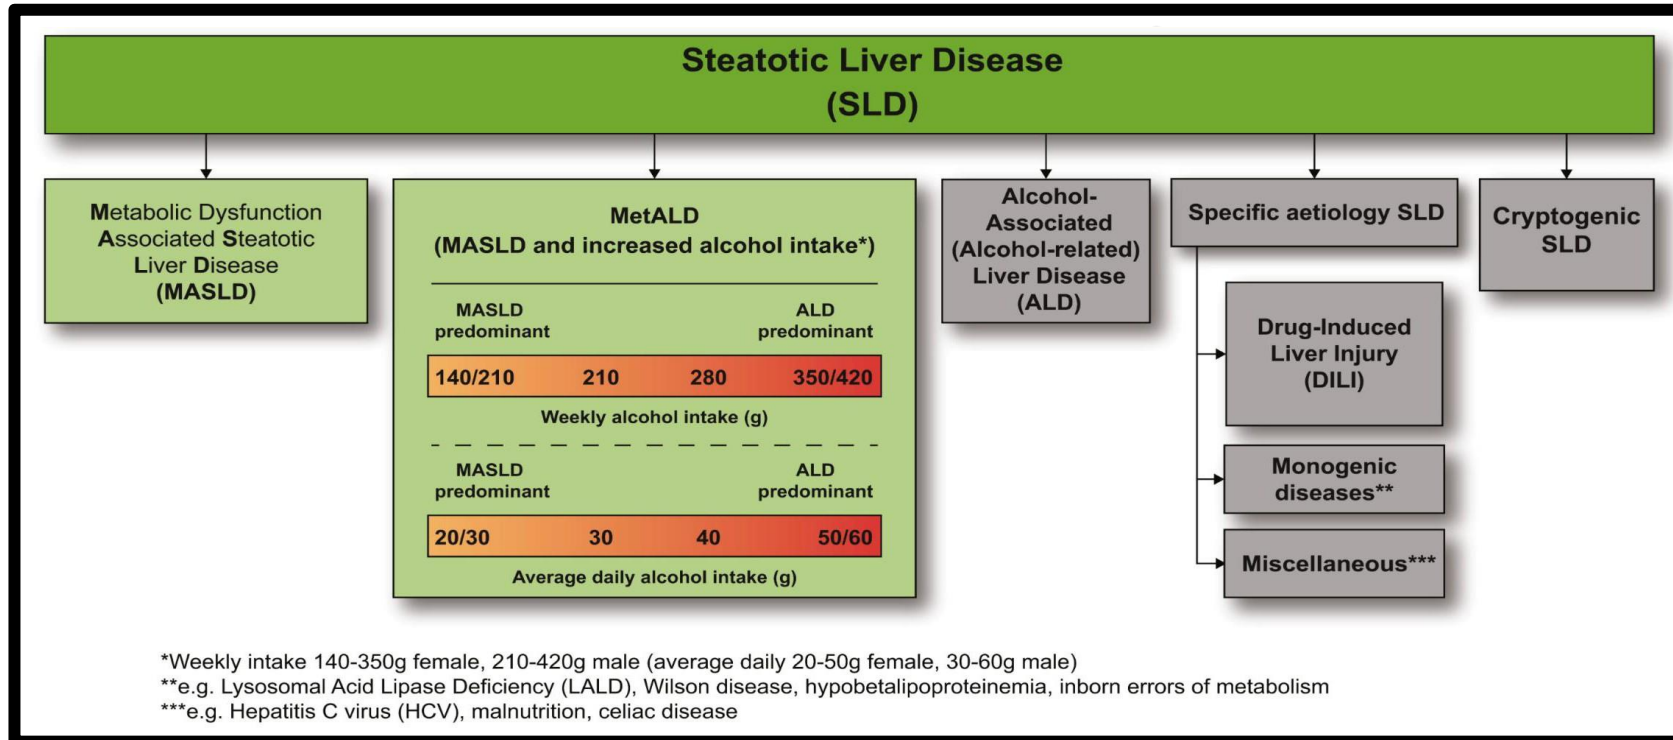 Steatotic Liver Disease
(SLD)
Metabolic Dysfunction
Associated Steatotic
Liver Disease
(MASLD)
MetALD
(MASLD and increased alcohol intake*)
MASLD
predominant
ALD
predominant
140/210 210 280 350/420
Weekly alcohol intake (g)
MASLD
predominant
ALD
predominant
20/30 30 40 50/60
Average daily alcohol intake (g)
Alcohol-
Associated
(Alcohol-related)
Liver Disease
(ALD)
Specific aetiology SLD
Drug-Induced
Liver Injury
(DILI)
Monogenic
diseases**
Miscellaneous***
Cryptogenic
SLD
*Weekly intake 140-350g female, 210-420g male (average daily 20-50g female, 30-60g male)
**e.g. Lysosomal Acid Lipase Deficiency (LALD), Wilson disease, hypobetalipoproteinemia, inborn errors of metabolism
***e.g. Hepatitis C virus (HCV), malnutrition, celiac disease